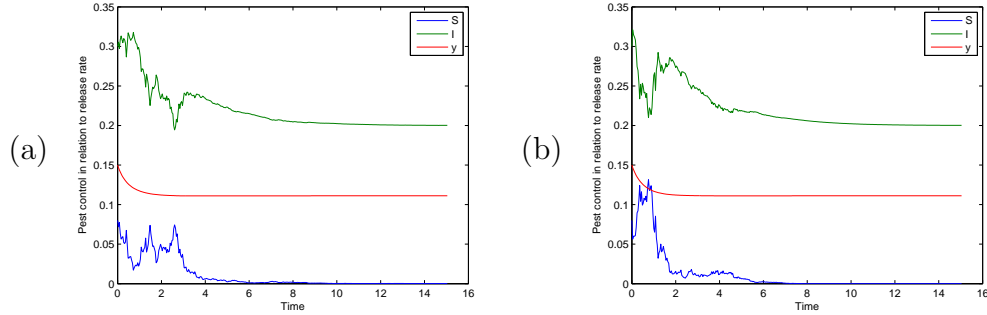 (a)
Pest control in relation to release rate
0.35
0.3
0.25
0.2
0.15
0.1
0.05
0
0 2 4 6 8 10 12 14 16
Time
S
I
y
(b)
Pest control in relation to release rate
0.35
0.3
0.25
0.2
0.15
0.1
0.05
0
0 2 4 6 8 10 12 14 16
Time
S
I
y